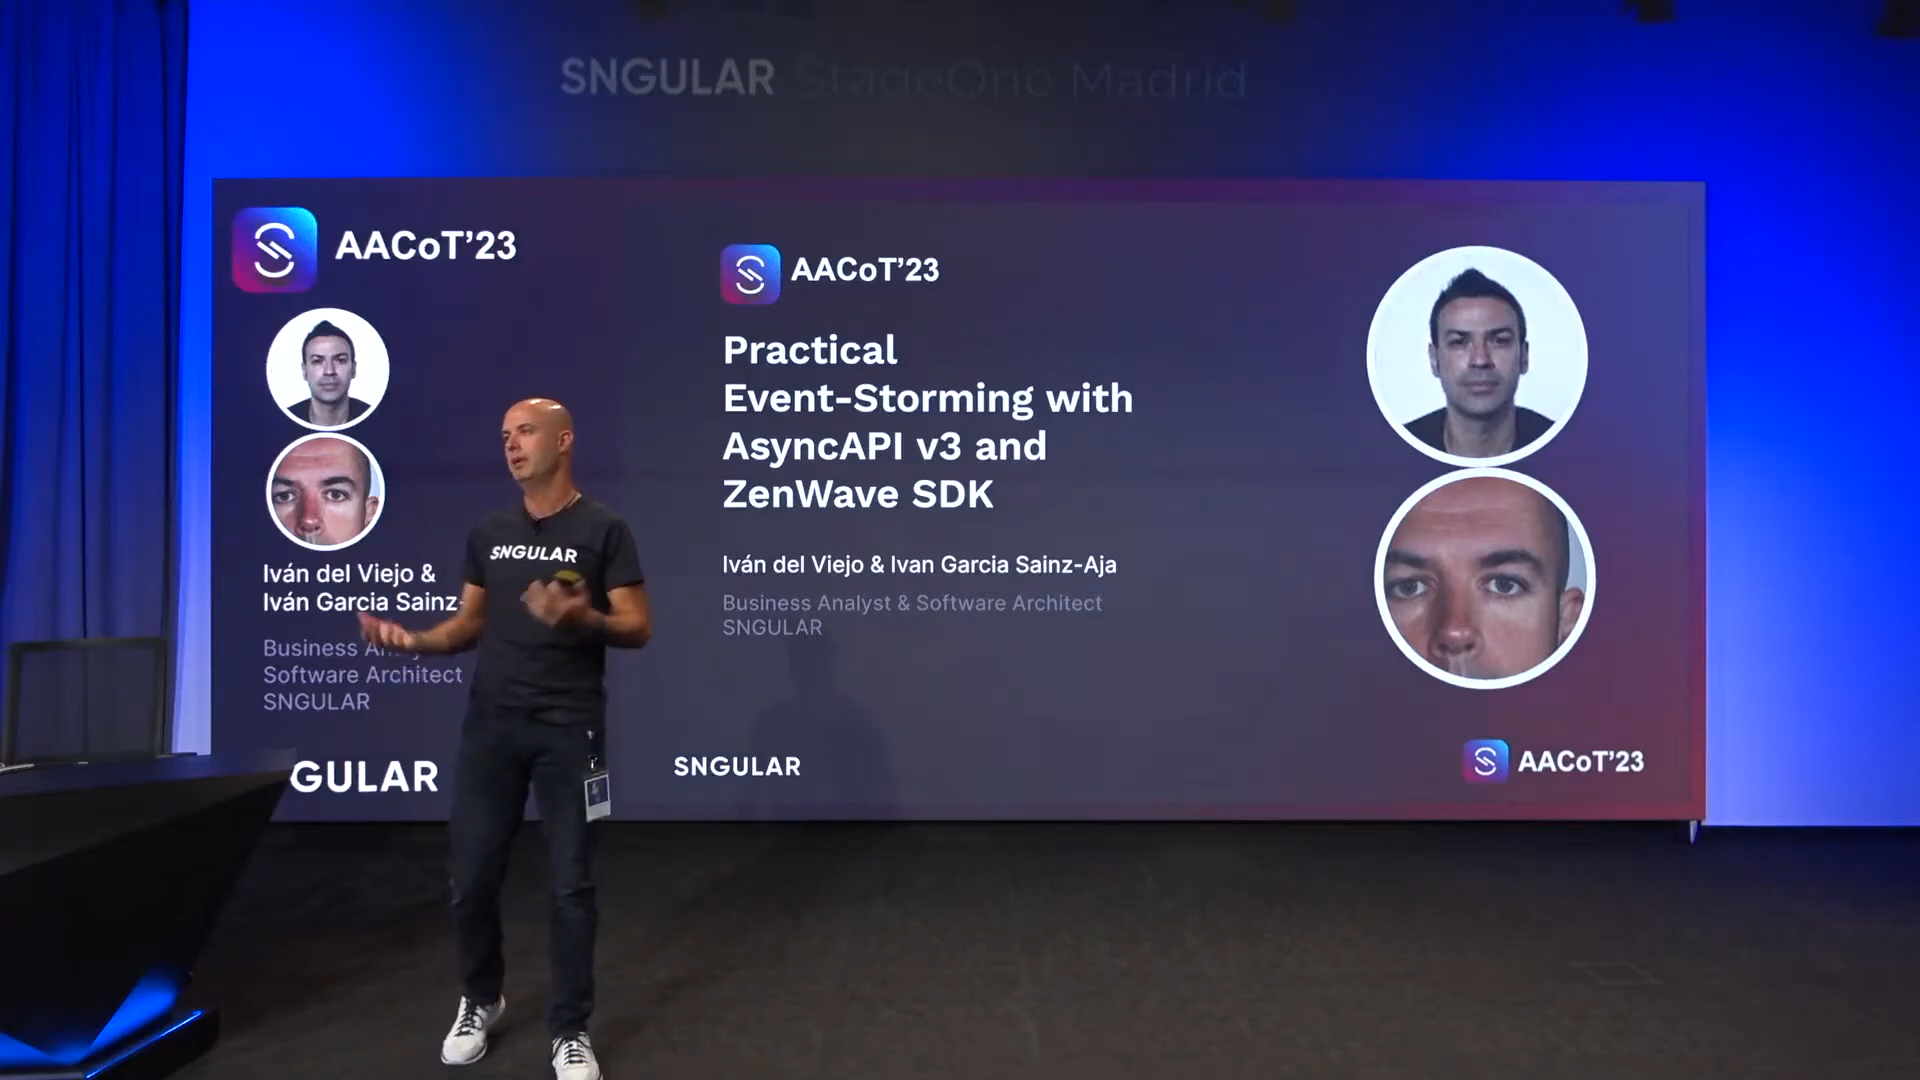 SNGULAR StageOne Madrid
AACoT'23
Iván del Viejo &
Iván Garcia Sainz-
Business
Software Architect
SNGULAR
GULAR
SNGULAR
AACoT'23
Practical
Event-Storming with
AsyncAPI v3 and
ZenWave SDK
Iván del Viejo & Ivan Garcia Sainz-Aja
Business Analyst & Software Architect
SNGULAR
SNGULAR
AACoT'23